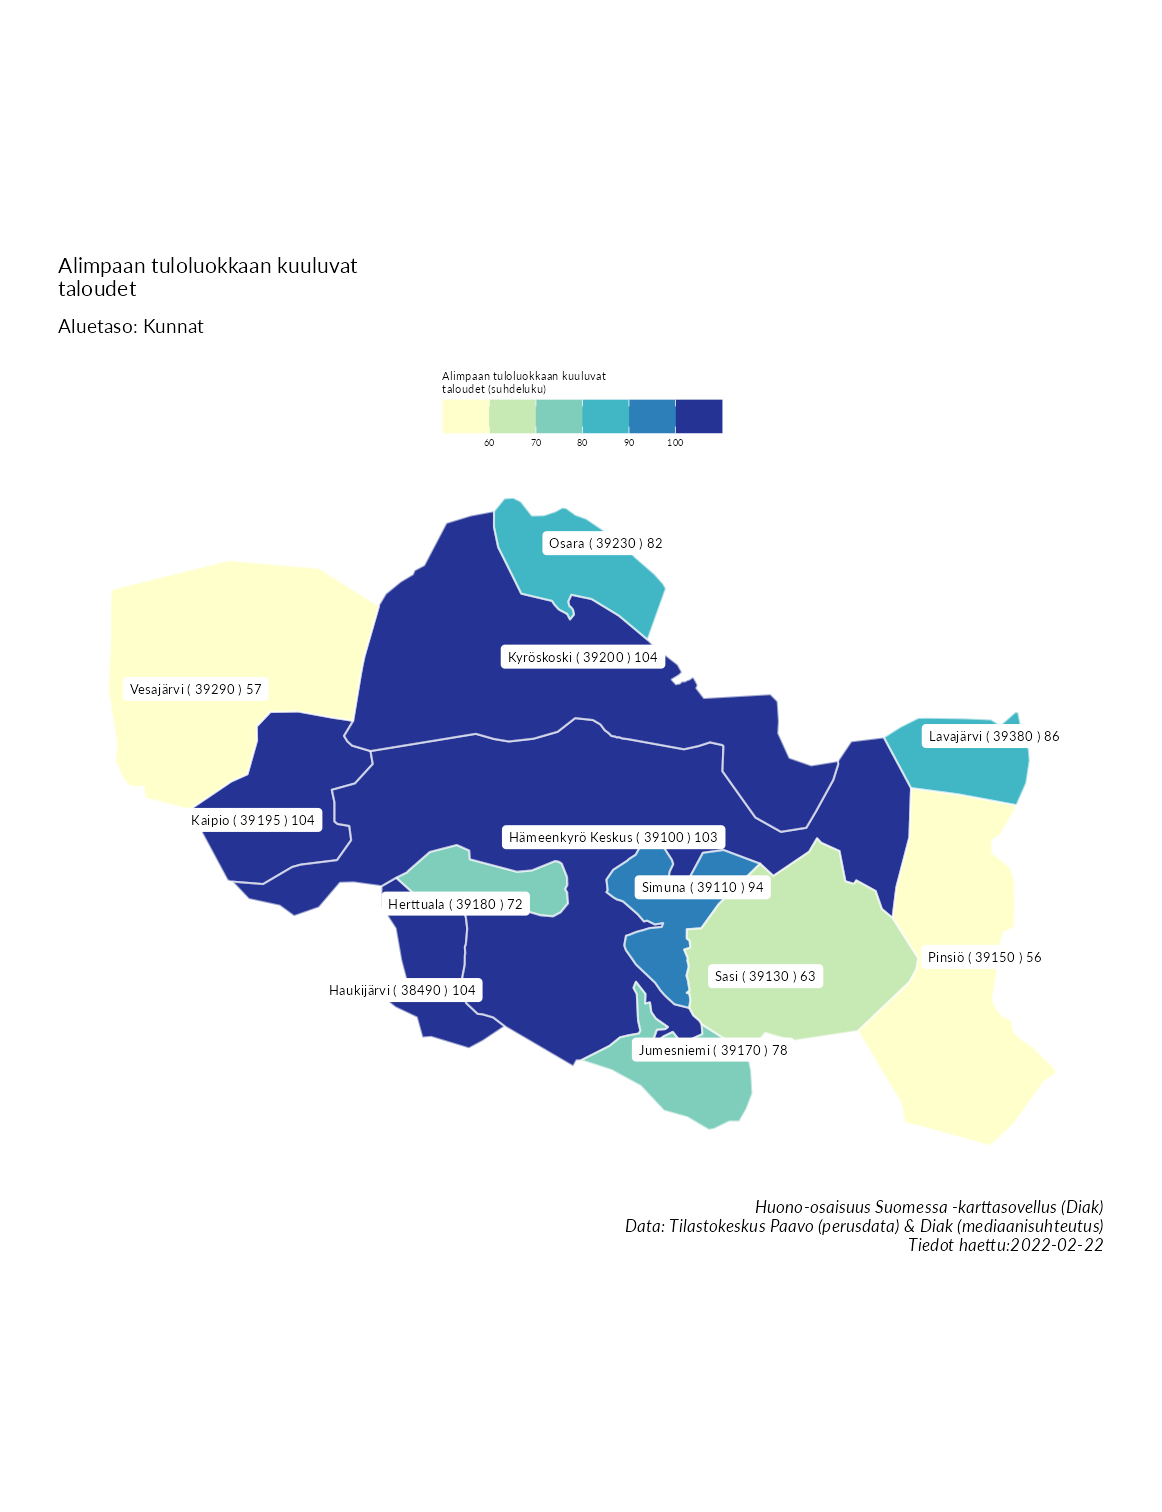 Alimpaan tuloluokkaan kuuluvat
taloudet
Aluetaso: Kunnat
Alimpaan tuloluokkaan kuuluvat
taloudet (suhdeluku)
60 70 80 90 100
Osara ( 39230 ) 82
Kyröskoski ( 39200 ) 104
Vesajärvi ( 39290 ) 57
Lavajärvi ( 39380 ) 86
Kaipio ( 39195 ) 104
Hämeenkyrö Keskus ( 39100 ) 103
Simuna ( 39110 ) 94
Herttuala ( 39180 ) 72
Pinsiö ( 39150 ) 56
Sasi ( 39130 ) 63
Haukijärvi ( 38490 ) 104
Jumesniemi ( 39170 ) 78
Huono-osaisuus Suomessa -karttasovellus (Diak)
Data: Tilastokeskus Paavo (perusdata) & Diak (mediaanisuhteutus)
Tiedot haettu:2022-02-22